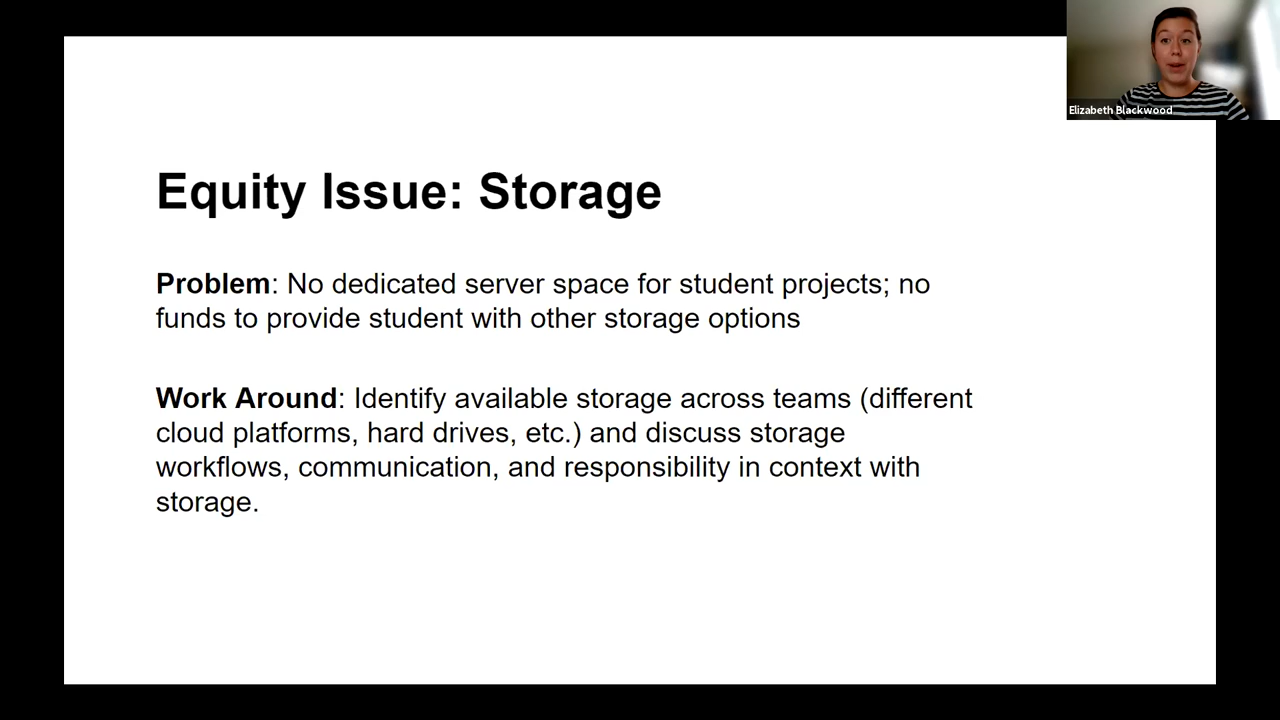 Elizabeth Blackwood
Equity Issue: Storage
Problem: No dedicated server space for student projects; no
funds to provide student with other storage options
Work Around: Identify available storage across teams (different
cloud platforms, hard drives, etc.) and discuss storage
workflows, communication, and responsibility in context with
storage.